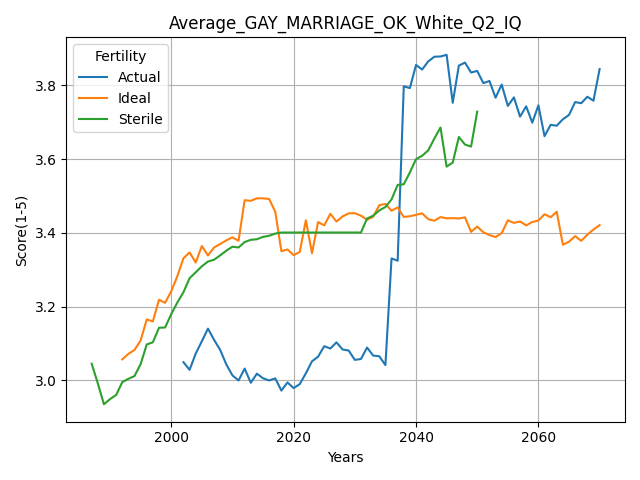 Average_GAY_MARRIAGE_OK_White_Q2_IQ
Fertility
Actual
Ideal
Sterile
Score(1-5)
3.8
3.6
3.4
3.2
3.0
2000 2020 2040 2060
Years